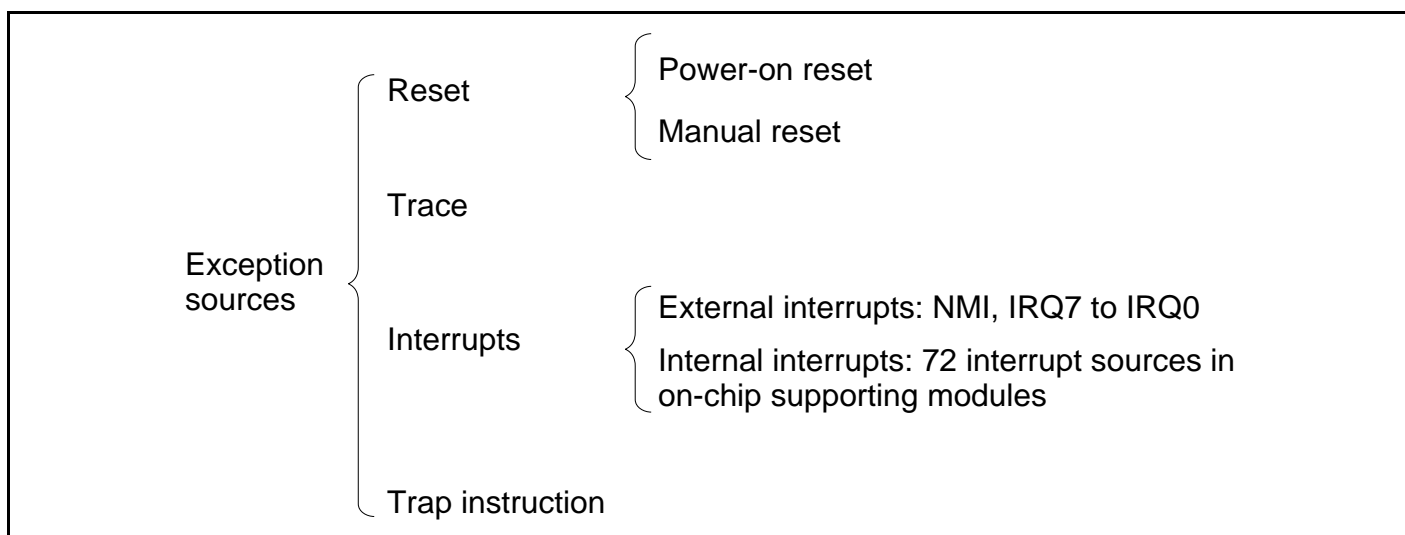 Exception
sources
Reset
Power-on reset
Manual reset
Trace
Interrupts
External interrupts: NMI, IRQ7 to IRQ0
Internal interrupts: 72 interrupt sources in
on-chip supporting modules
Trap instruction